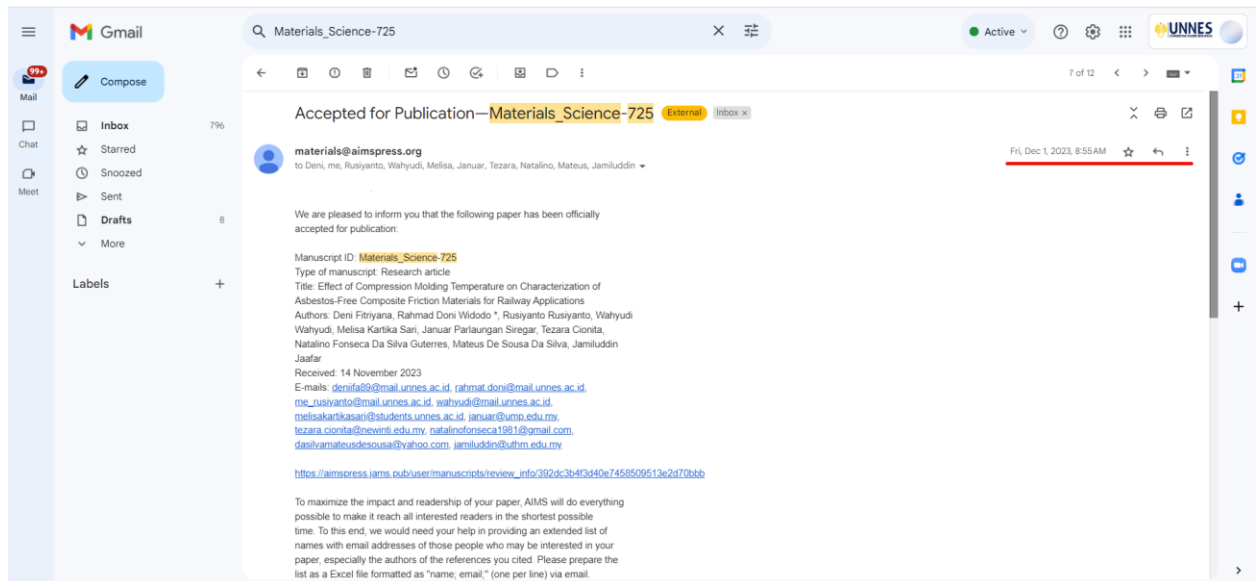 Gmail
Materials_Science-725
Active
UNNES
99+
Mail
Compose
7 of 12
Chat
Meet
Inbox 796
Starred
Snoozed
Sent
Drafts 8
More
Labels
Accepted for Publication—Materials_Science-725 External Inbox x
materials@aimspress.org
Fri, Dec 1, 2023, 8:55 AM
to Deni, me, Rusiyanto, Wahyudi, Melisa, Januar, Tezara, Natalino, Mateus, Jamiluddin
We are pleased to inform you that the following paper has been officially
accepted for publication:
Manuscript ID: Materials_Science-725
Type of manuscript: Research article
Title: Effect of Compression Molding Temperature on Characterization of
Asbestos-Free Composite Friction Materials for Railway Applications
Authors: Deni Fitriyana, Rahmad Doni Widodo *, Rusiyanto Rusiyanto, Wahyudi
Wahyudi, Melisa Kartika Sari, Januar Parlaungan Siregar, Tezara Cionita,
Natalino Fonseca Da Silva Guterres, Mateus De Sousa Da Silva, Jamiluddin
Jaafar
Received: 14 November 2023
E-mails: deniifa89@mail.unnes.ac.id, rahmat.doni@mail.unnes.ac.id,
me_rusiyanto@mail.unnes.ac.id, wahyudi@mail.unnes.ac.id,
melisakartikasari@students.unnes.ac.id, januar@ump.edu.my,
tezara.cionita@newinti.edu.my, natalinofonseca1981@gmail.com,
dasilvamateusdesousa@yahoo.com, jamiluddin@uthm.edu.my
https://aimspress.jams.pub/user/manuscripts/review_info/392dc3b4f3d40e7458509513e2d70bbb
To maximize the impact and readership of your paper, AIMS will do everything
possible to make it reach all interested readers in the shortest possible
time. To this end, we would need your help in providing an extended list of
names with email addresses of those people who may be interested in your
paper, especially the authors of the references you cited. Please prepare the
list as a Excel file formatted as "name; email;" (one per line) via email.